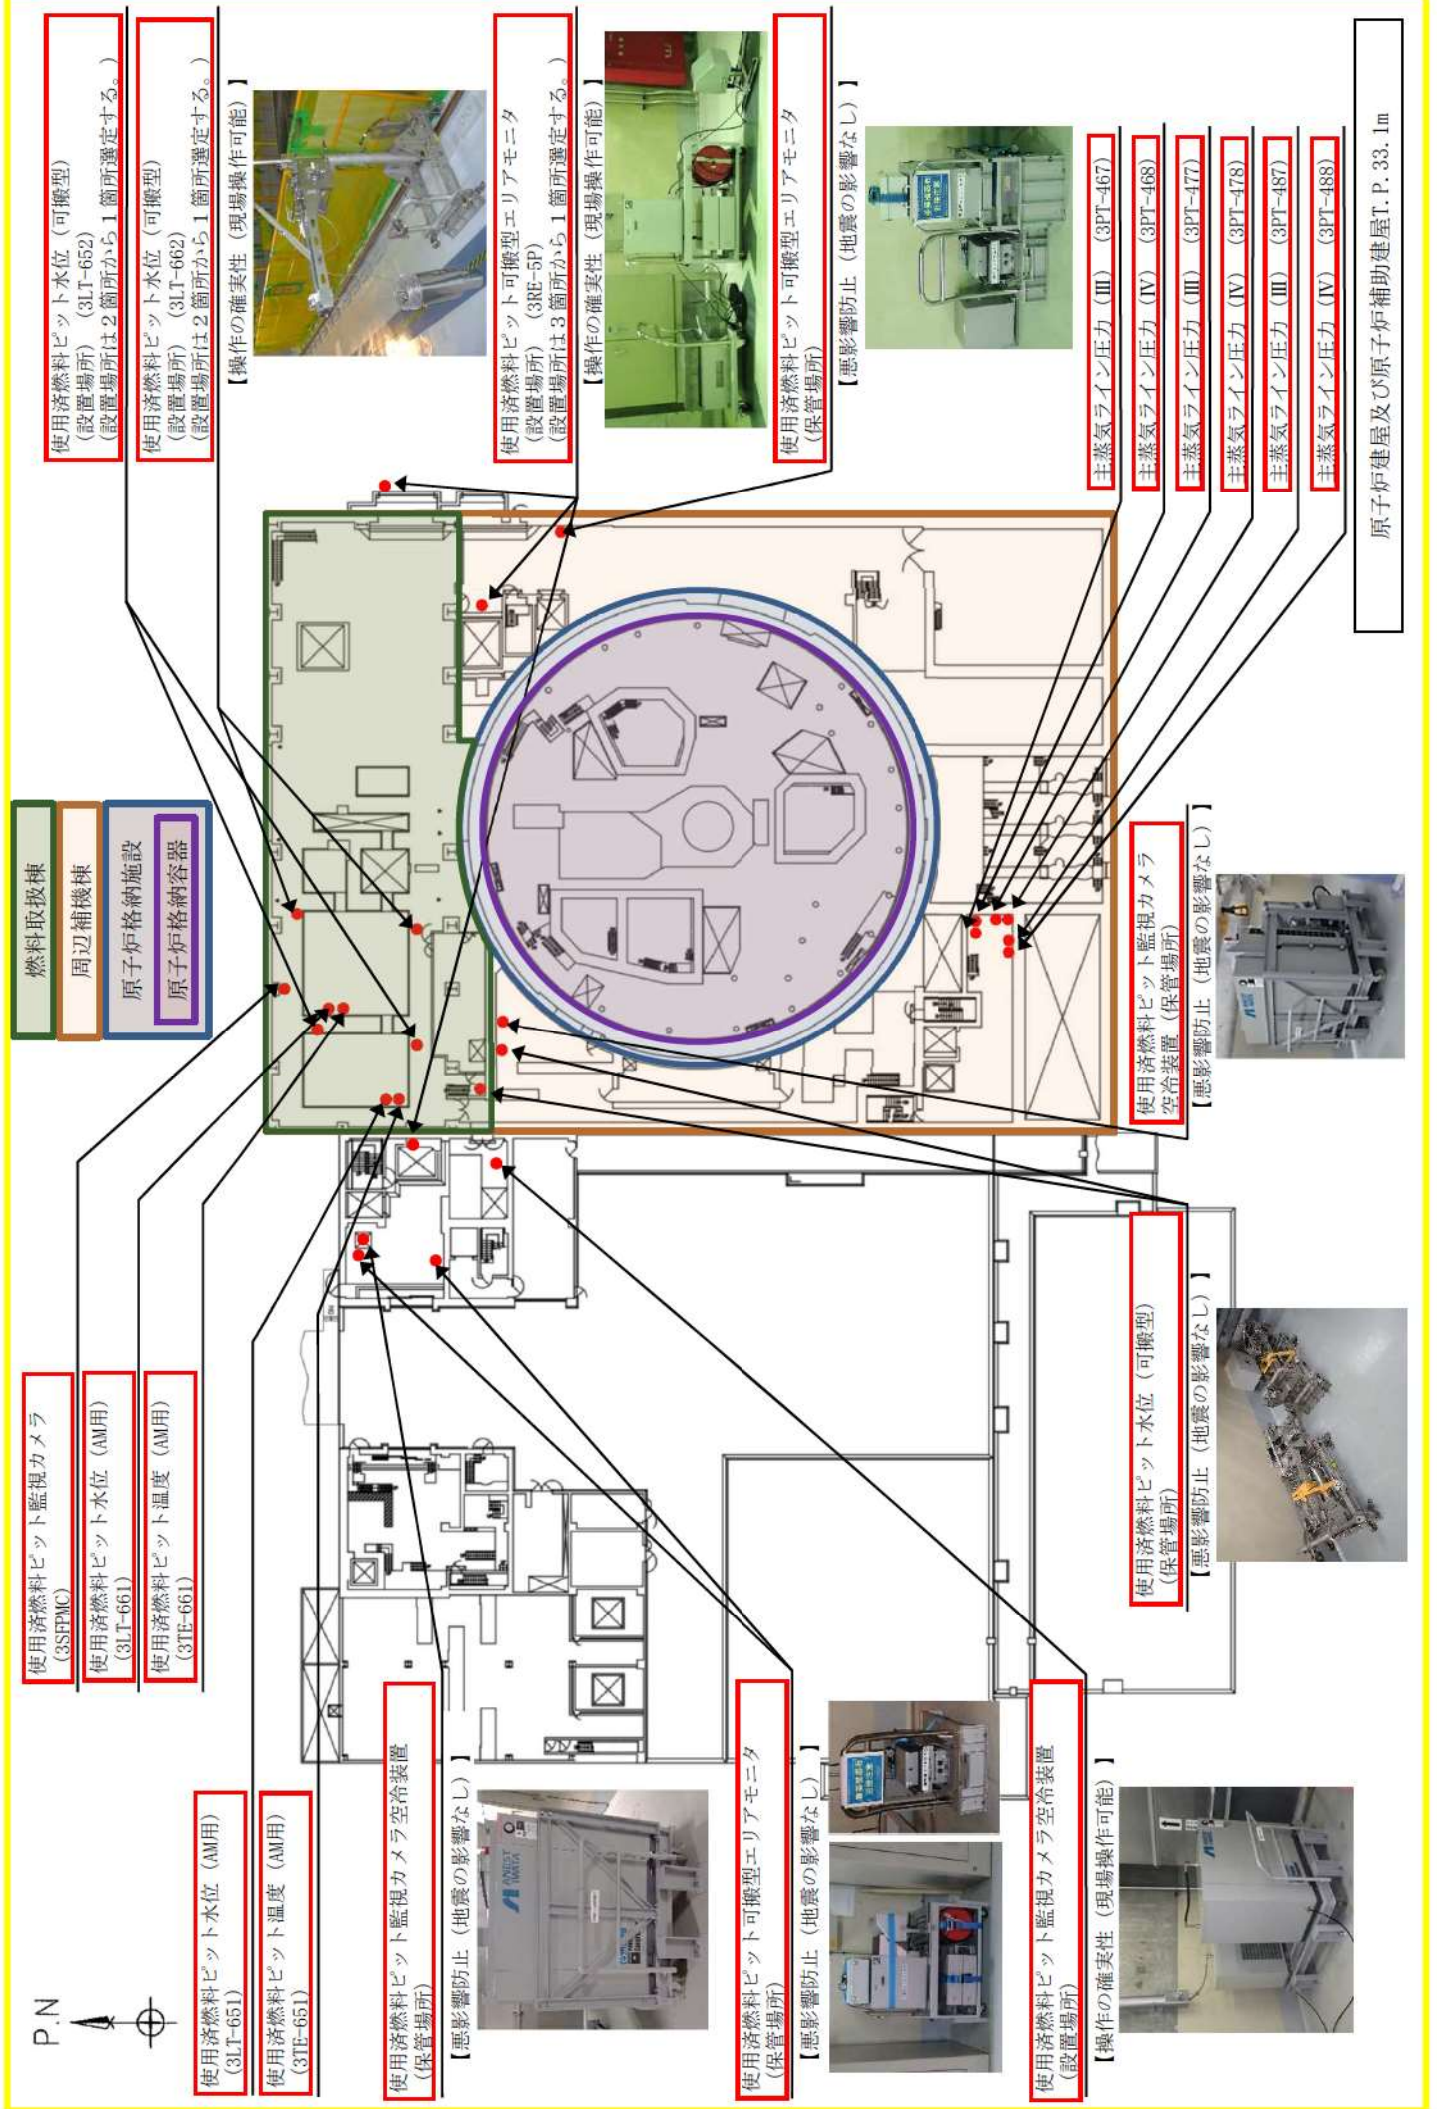 P.N
使用済燃料ピット監視カメラ
(3SFPMC)
使用済燃料ピット水位（AM用）
(3LT-661)
使用済燃料ピット温度（AM用）
(3TE-661)
使用済燃料ピット水位（AM用）
(3LT-651)
使用済燃料ピット温度（AM用）
(3TE-651)
燃料取扱棟
周辺補機棟
原子炉格納施設
原子炉格納容器
使用済燃料ピット水位（可搬型）
（設置場所）（3LT-652）
（設置場所は２箇所から１箇所選定する。）
使用済燃料ピット水位（可搬型）
（設置場所）（3LT-662）
（設置場所は２箇所から１箇所選定する。）
【操作の確実性（現場操作可能）】
使用済燃料ピット可搬型エリアモニタ
（設置場所）（3RE-5P）
（設置場所は３箇所から１箇所選定する。）
【操作の確実性（現場操作可能）】
使用済燃料ピット可搬型エリアモニタ
（保管場所）
【悪影響防止（地震の影響なし）】
主蒸気ライン圧力（Ⅲ）（3PT-467）
主蒸気ライン圧力（Ⅳ）（3PT-468）
主蒸気ライン圧力（Ⅲ）（3PT-477）
主蒸気ライン圧力（Ⅳ）（3PT-478）
主蒸気ライン圧力（Ⅲ）（3PT-487）
主蒸気ライン圧力（Ⅳ）（3PT-488）
使用済燃料ピット監視カメラ空冷装置
（保管場所）
【悪影響防止（地震の影響なし）】
ANEST
IWATA
使用済燃料ピット可搬型エリアモニタ
（保管場所）
【悪影響防止（地震の影響なし）】
使用済燃料ピット監視カメラ空冷装置
（設置場所）
【操作の確実性（現場操作可能）】
使用済燃料ピット水位（可搬型）
（保管場所）
【悪影響防止（地震の影響なし）】
使用済燃料ピット監視カメラ
空冷装置（保管場所）
【悪影響防止（地震の影響なし）】
原子炉建屋及び原子炉補助建屋T.P.33.1m